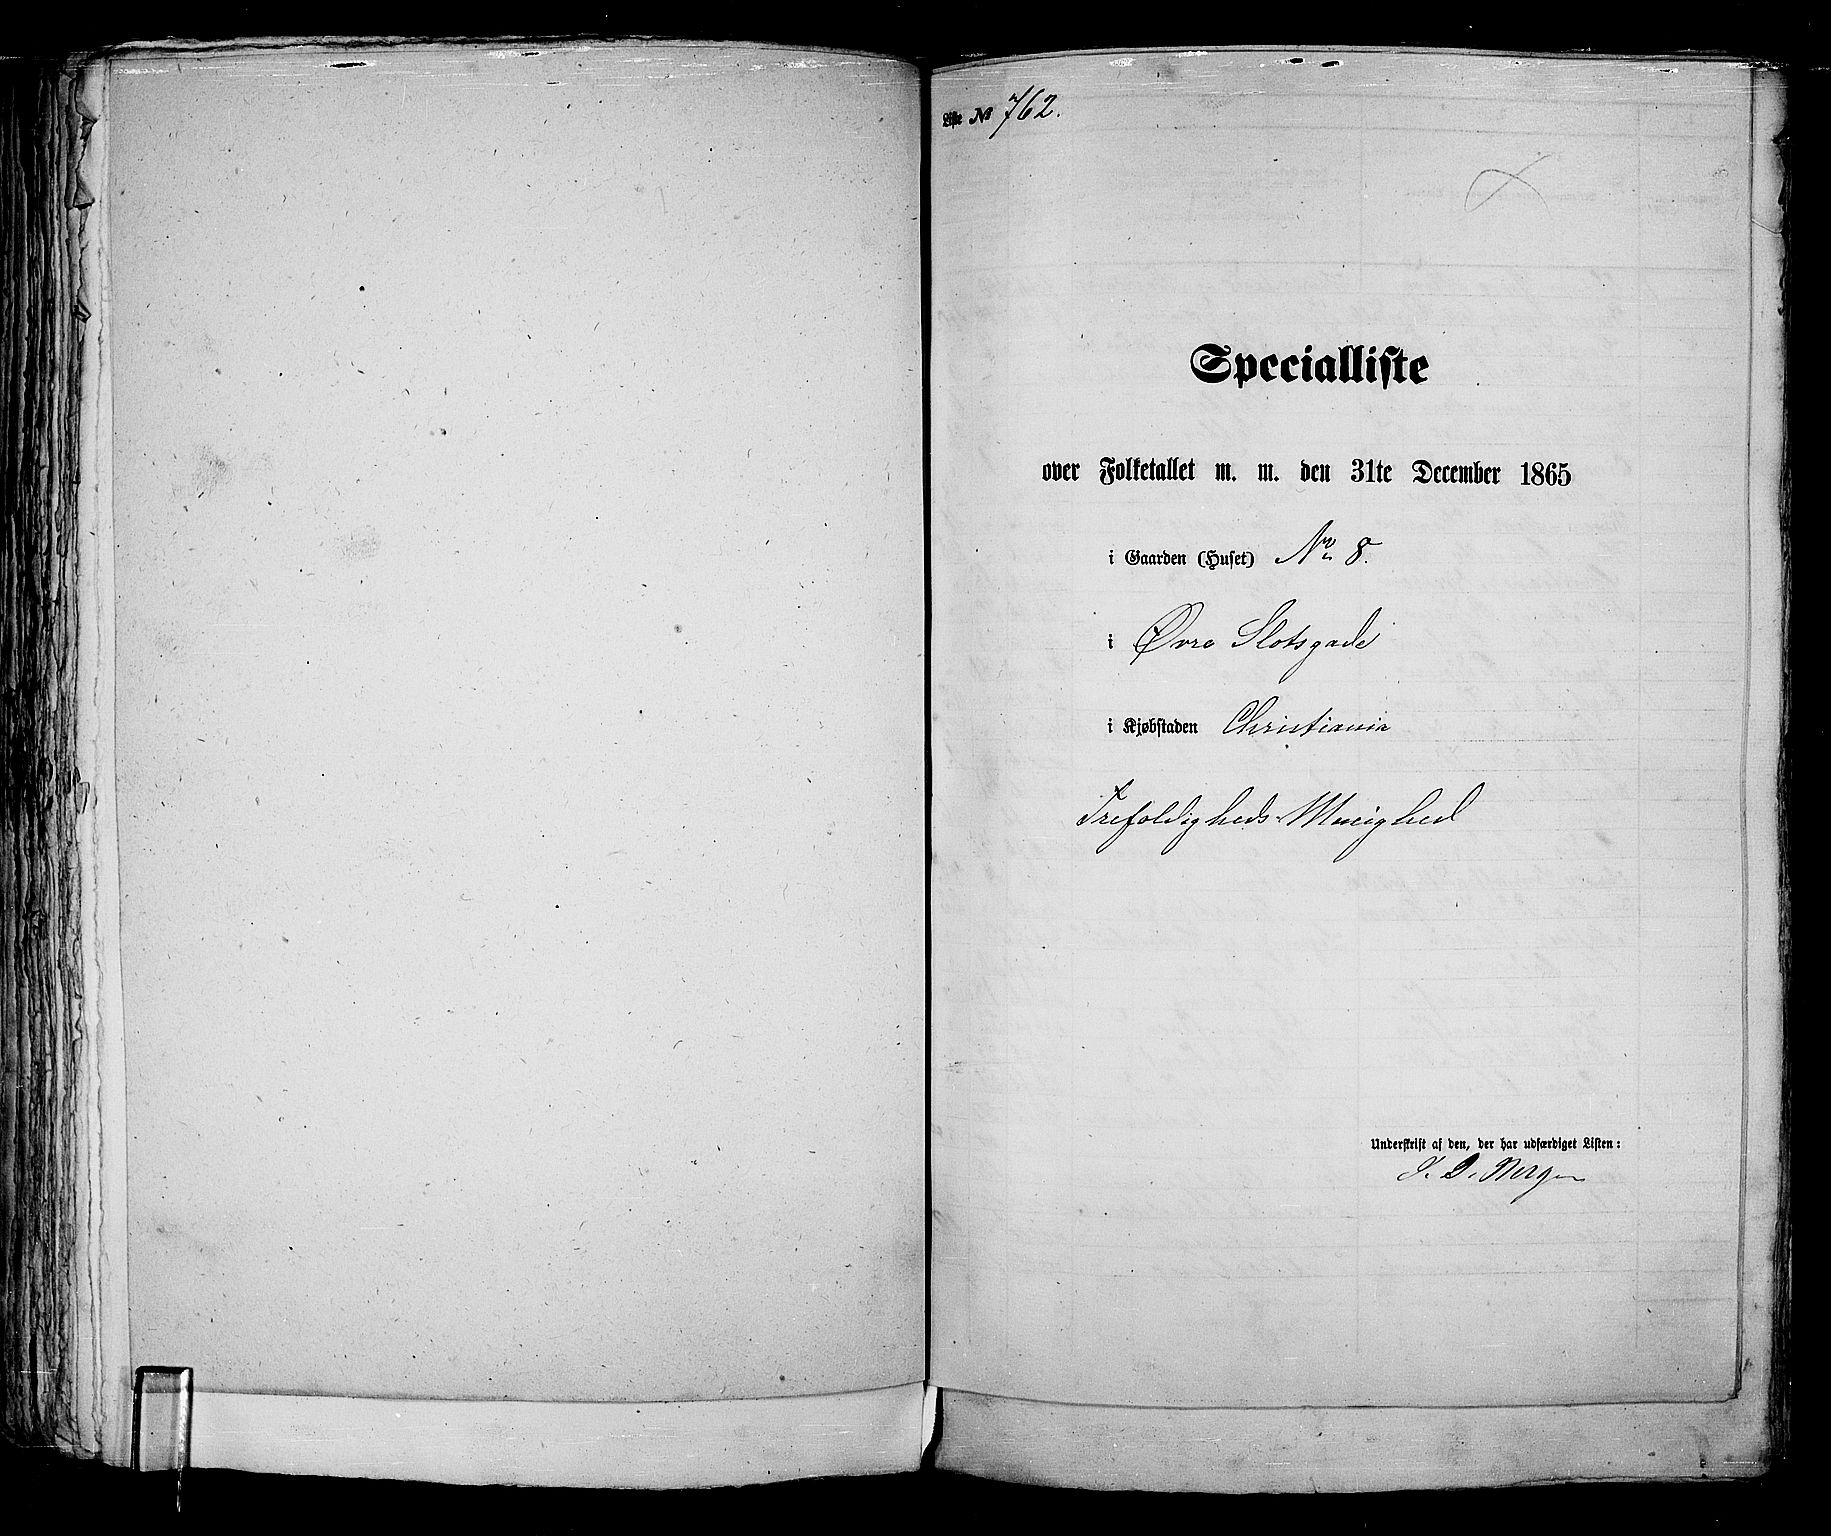 Liste № 762.
Specialliste
over Folketallet m. m. den 31te December 1865
i Gaarden (Huset) No 8.
i Øvre Slotsgade
i Kjøbstaden Christiania
Trefoldigheds Menighed
Underskrift af den, der har udfærdiget Listen: